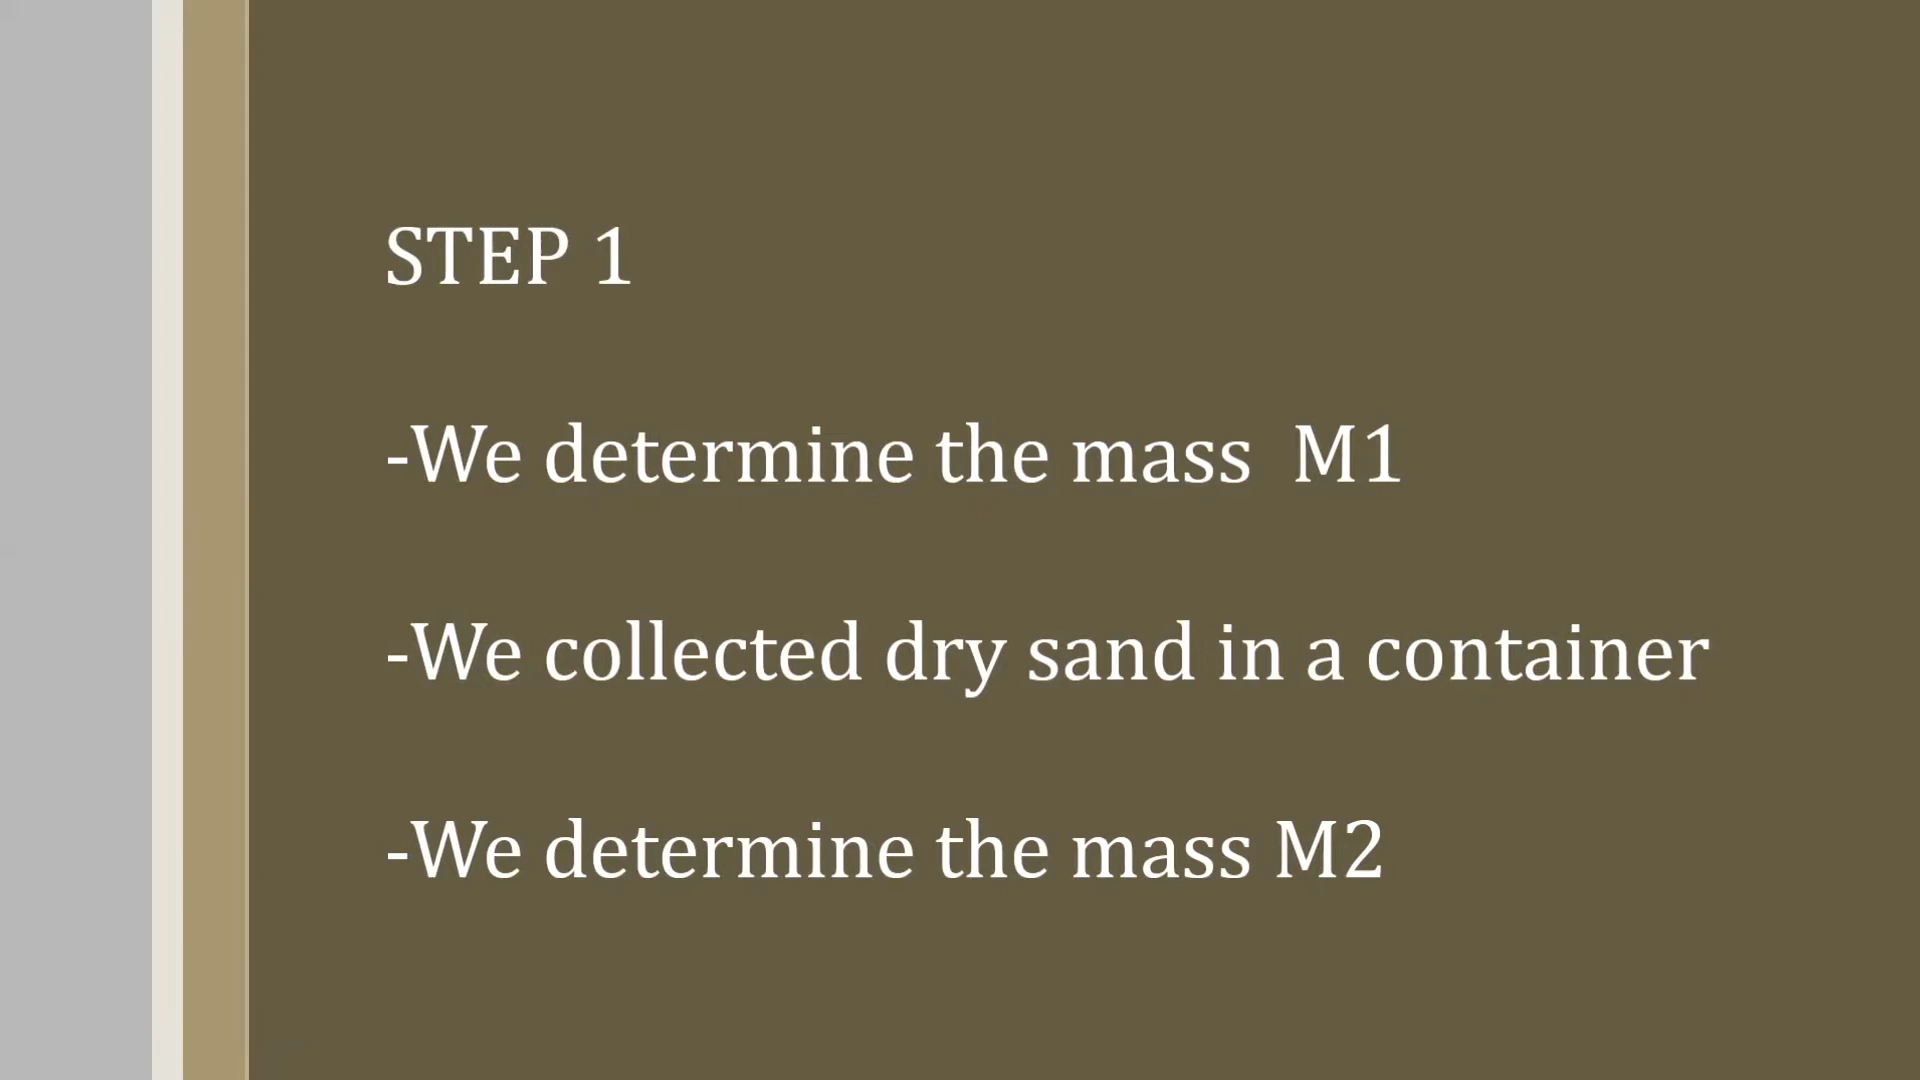 STEP 1
-We determine the mass  M1
-We collected dry sand in a container
-We determine the mass M2